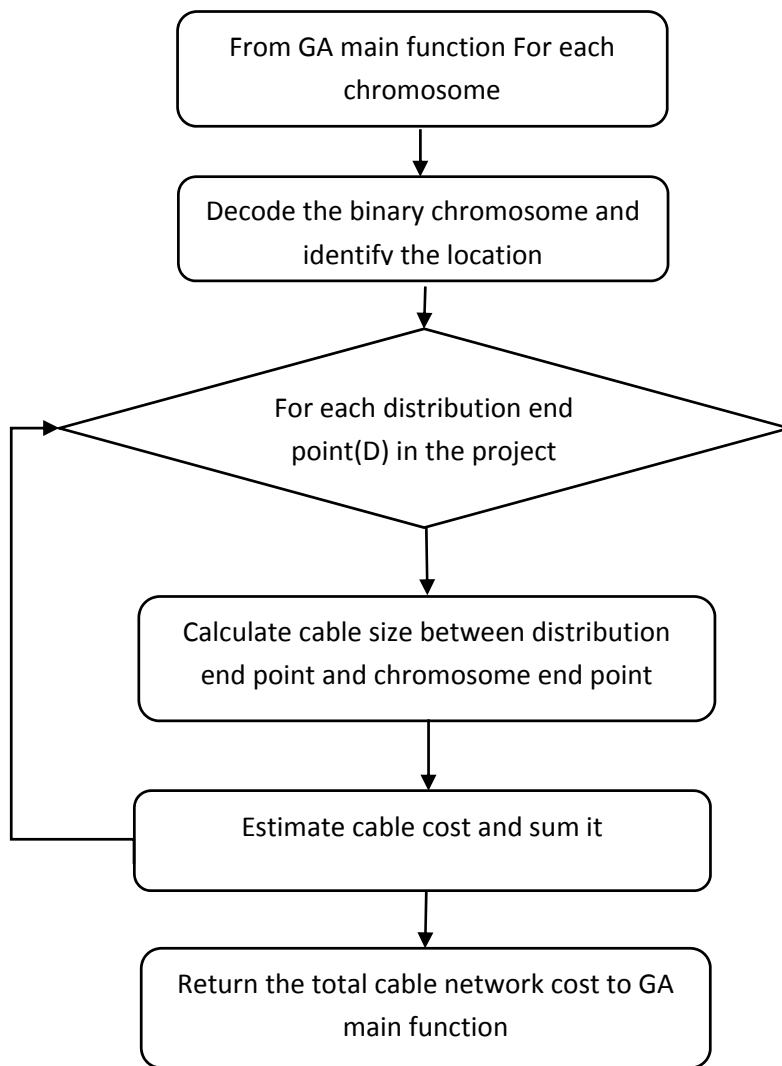 From GA main function For each
chromosome
Decode the binary chromosome and
identify the location
For each distribution end
point(D) in the project
Calculate cable size between distribution
end point and chromosome end point
Estimate cable cost and sum it
Return the total cable network cost to GA
main function